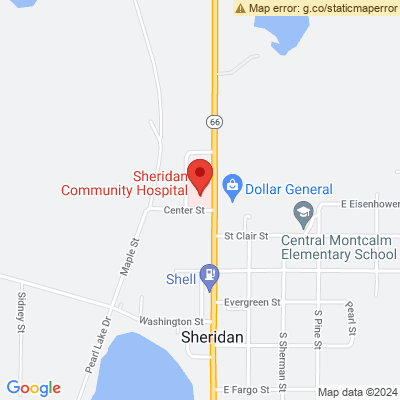 Map error: g.co/staticmaperror
66
Sheridan
Community Hospital
Dollar General
Center St
E Eisenhower
St Clair St
Central Montcalm
Elementary School
Maple St
Shell
Sidney St
Pearl Lake Dr
Evergreen St
Pearl St
S Pine St
S Sherman St
Washington St
Sheridan
E Fargo St
Google
Map data ©2024